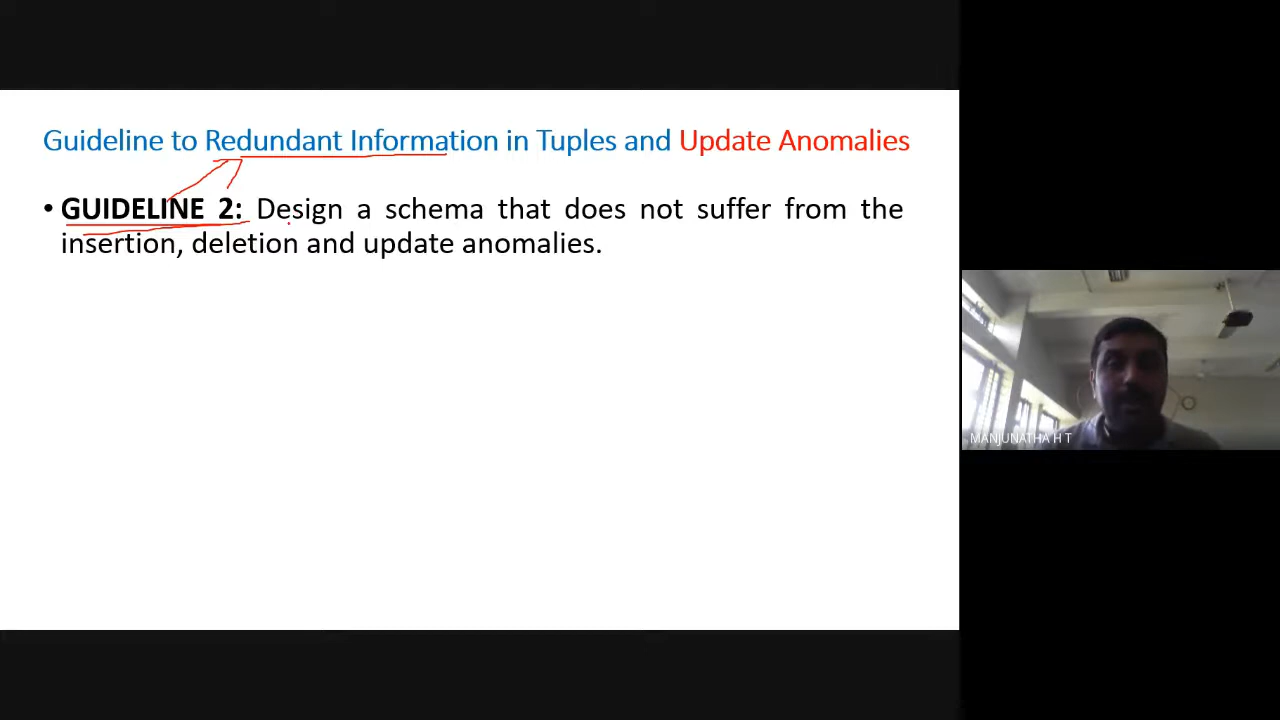 Guideline to Redundant Information in Tuples and Update Anomalies
• GUIDELINE 2: Design a schema that does not suffer from the
insertion, deletion and update anomalies.
MANJUNATHA H T